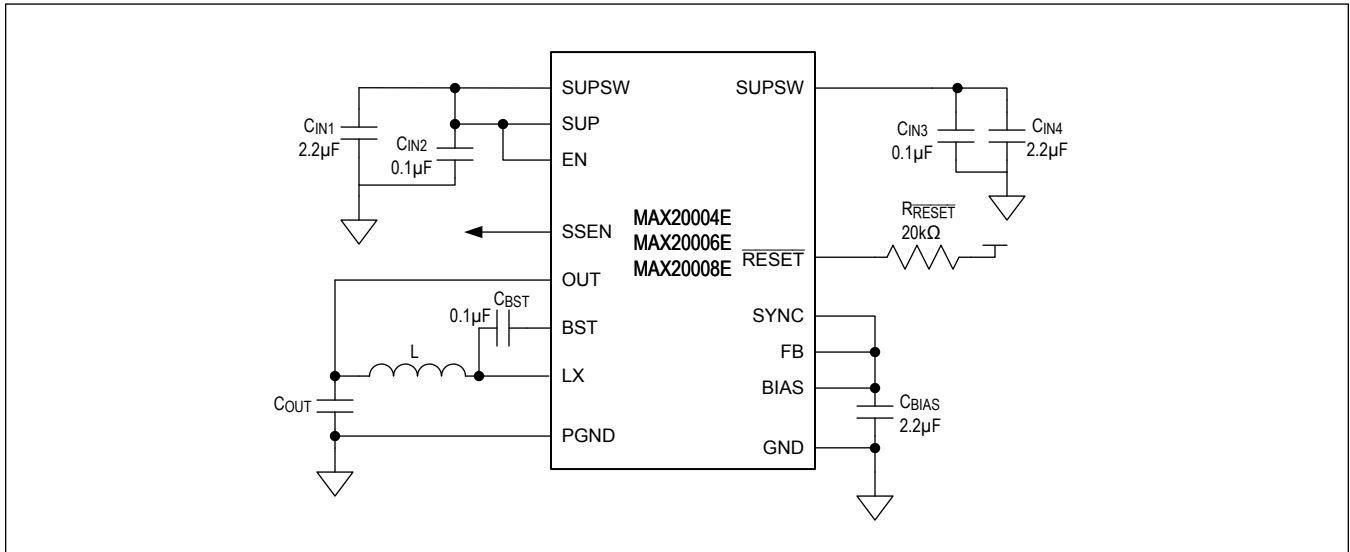 SUPSW
SUPSW
CIN1
2.2µF
SUP
CIN2
0.1µF
EN
CIN3
0.1µF
CIN4
2.2µF
SSEN
MAX20004E
MAX20006E
MAX20008E
RRESET
20kΩ
RESET
OUT
CBST
0.1µF
BST
SYNC
FB
L
LX
BIAS
COUT
CBIAS
2.2µF
PGND
GND